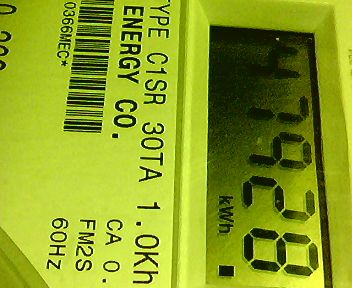 47928
kWh
TYPE C1SR 30TA 1.0Kh
ENERGY CO.
CA 0.
FM2S
60Hz
0366MEC*